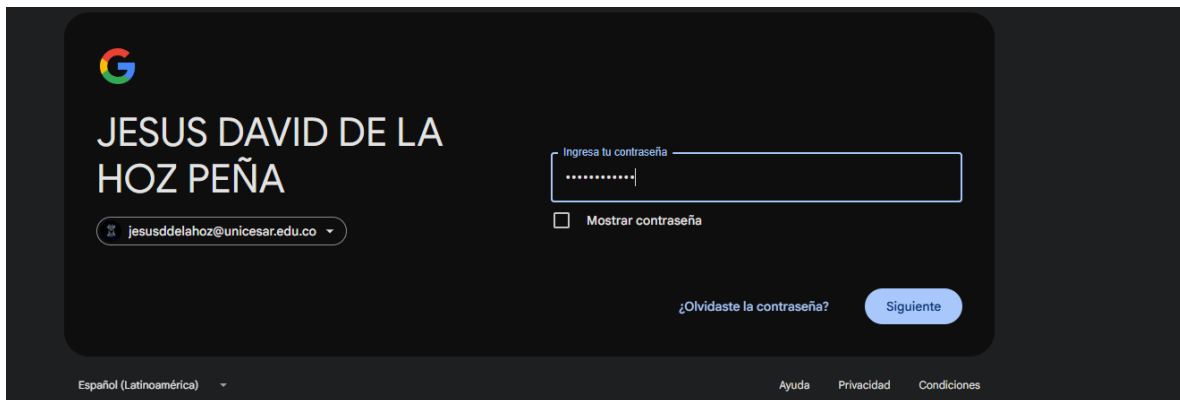 JESUS DAVID DE LA
HOZ PEÑA
jesusddelahoz@unicesar.edu.co
Ingresa tu contraseña
••••••••••••
Mostrar contraseña
¿Olvidaste la contraseña?
Siguiente
Español (Latinoamérica)
Ayuda
Privacidad
Condiciones